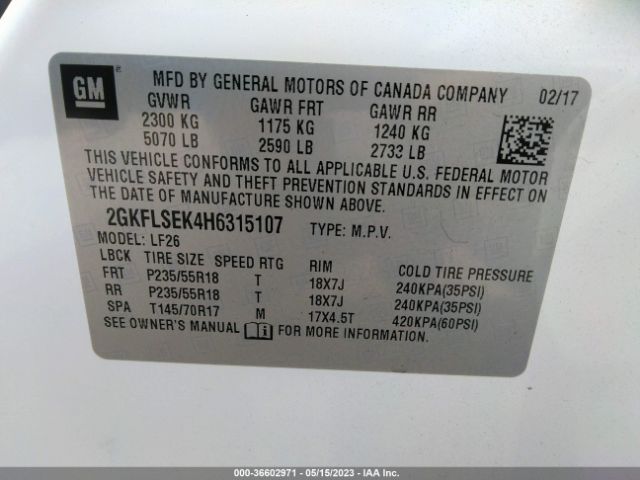 GM
MFD BY GENERAL MOTORS OF CANADA COMPANY 02/17
GVWR GAWR FRT GAWR RR
2300 KG 1175 KG 1240 KG
5070 LB 2590 LB 2733 LB
THIS VEHICLE CONFORMS TO ALL APPLICABLE U.S. FEDERAL MOTOR
VEHICLE SAFETY AND THEFT PREVENTION STANDARDS IN EFFECT ON
THE DATE OF MANUFACTURE SHOWN ABOVE.
2GKFLSEK4H6315107 TYPE: M.P.V.
MODEL: LF26
LBCK TIRE SIZE SPEED RTG RIM COLD TIRE PRESSURE
FRT P235/55R18 T 18X7J 240KPA(35PSI)
RR P235/55R18 T 18X7J 240KPA(35PSI)
SPA T145/70R17 M 17X4.5T 420KPA(60PSI)
SEE OWNER'S MANUAL FOR MORE INFORMATION.
000-36602971 - 05/15/2023 - IAAI.COM